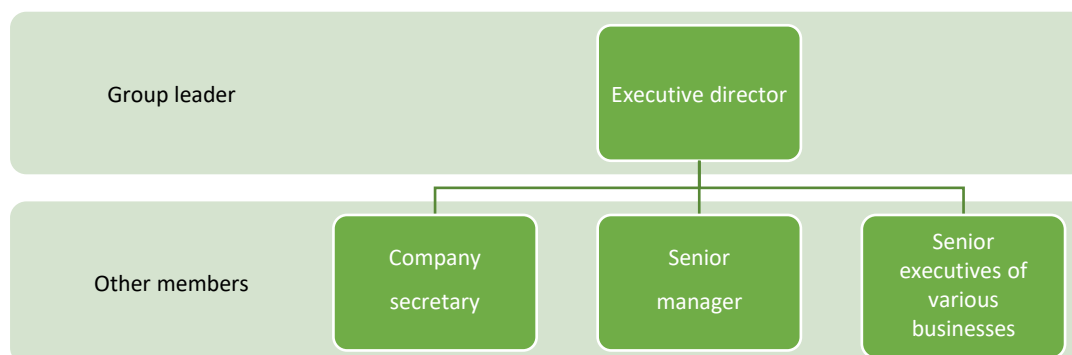 Group leader
Executive director
Other members
Company
secretary
Senior
manager
Senior
executives of
various
businesses